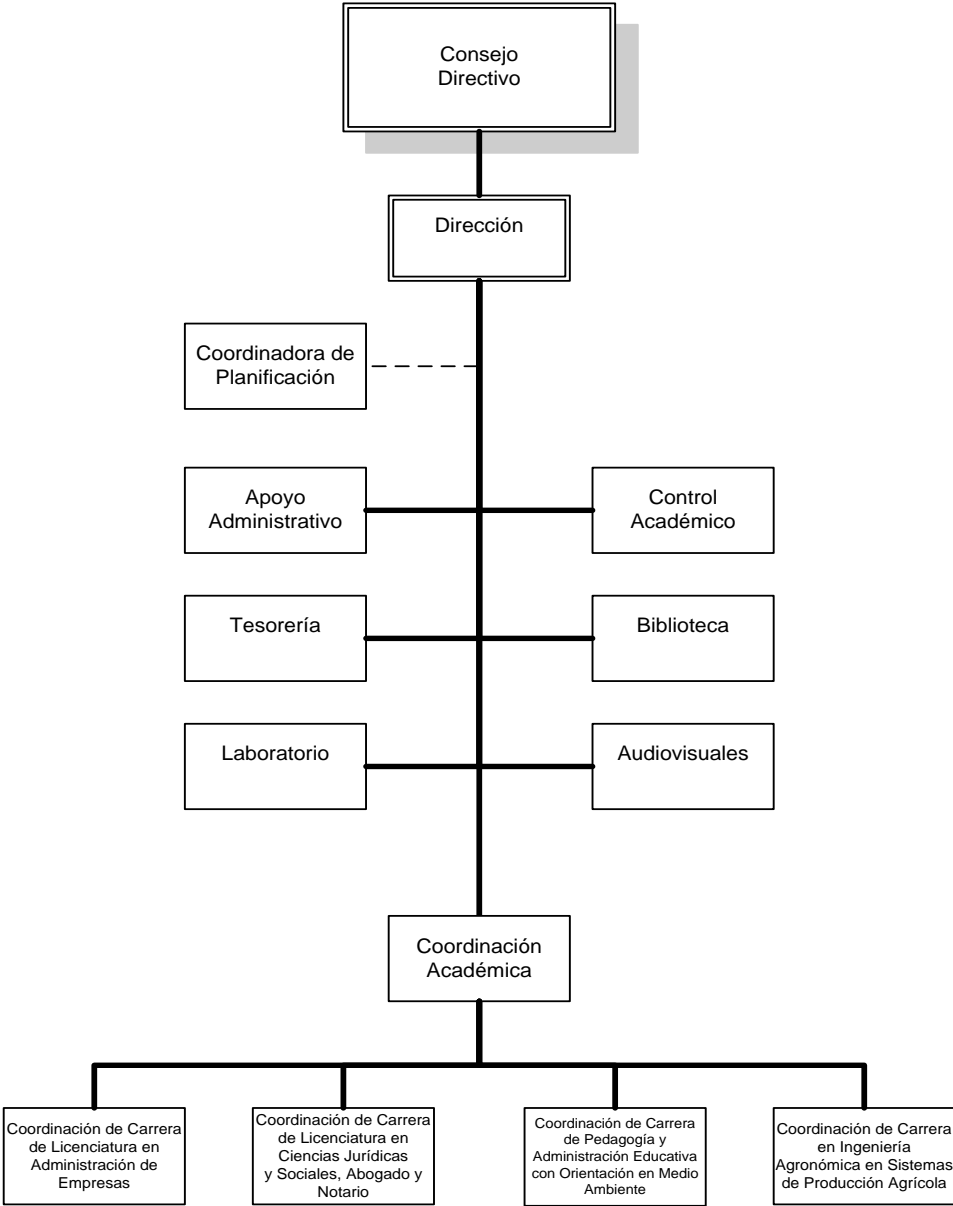 Consejo
Directivo
Dirección
Coordinadora de
Planificación
Apoyo
Administrativo
Control
Académico
Tesorería
Biblioteca
Laboratorio
Audiovisuales
Coordinación
Académica
Coordinación de Carrera
de Licenciatura en
Administración de
Empresas
Coordinación de Carrera
de Licenciatura en
Ciencias Jurídicas
y Sociales, Abogado y
Notario
Coordinación de Carrera
de Pedagogía y
Administración Educativa
con Orientación en Medio
Ambiente
Coordinación de Carrera
en Ingeniería
Agronómica en Sistemas
de Producción Agrícola